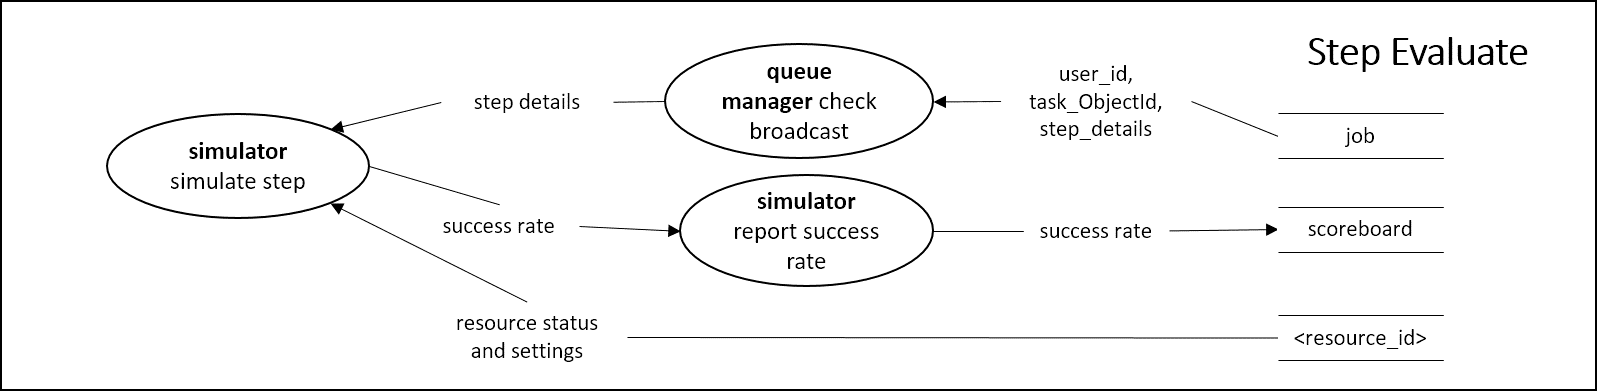 Step Evaluate
queue
manager check
broadcast
user_id,
task_ObjectId,
step_details
step details
job
simulator
simulate step
simulator
report success
rate
success rate
success rate
scoreboard
resource status
and settings
<resource_id>